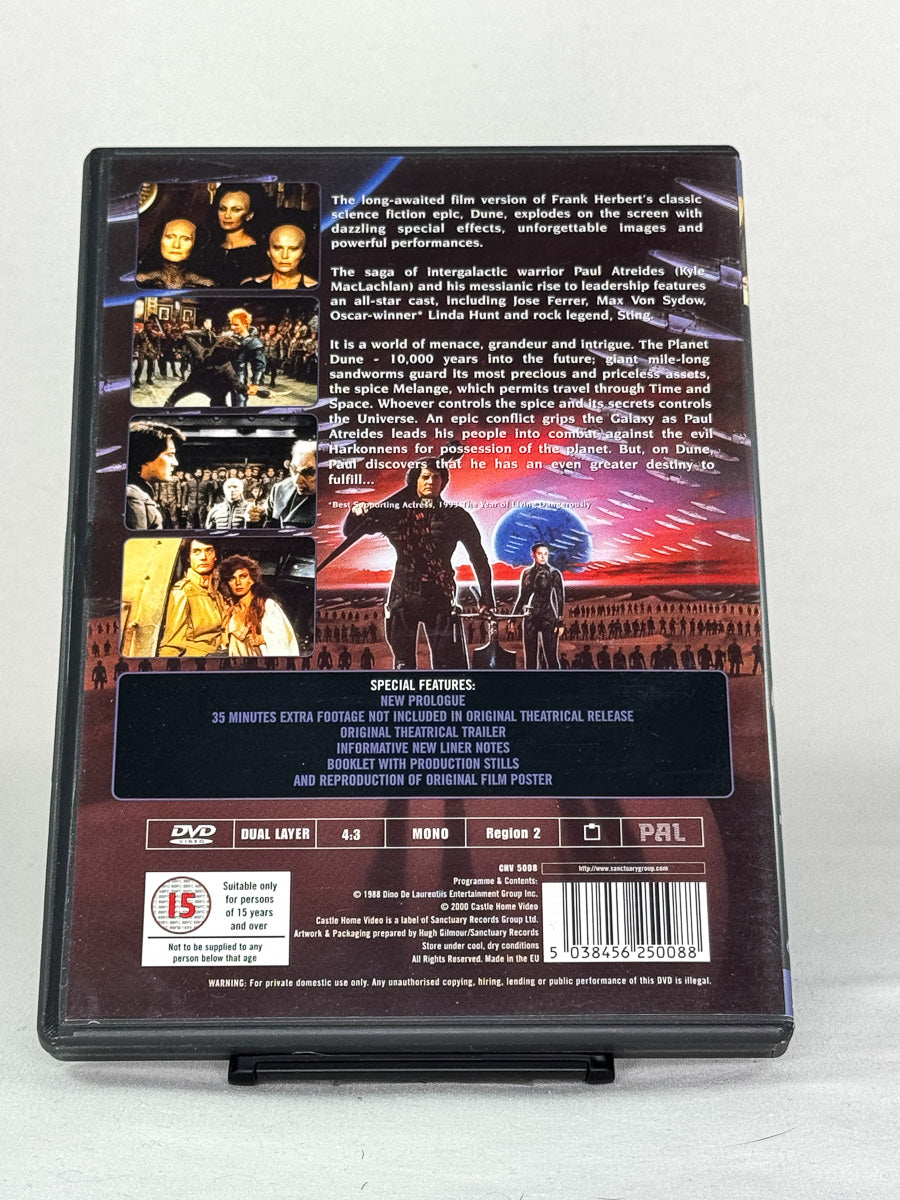 The long-awaited film version of Frank Herbert's classic
science fiction epic, Dune, explodes on the screen with
dazzling special effects, unforgettable images and
powerful performances.
The saga of intergalactic warrior Paul Atreides (Kyle
MacLachlan) and his messianic rise to leadership features
an all-star cast, including Jose Ferrer, Max Von Sydow,
Oscar-winner* Linda Hunt and rock legend, Sting.
It is a world of menace, grandeur and intrigue. The Planet
Dune - 10,000 years into the future; giant mile-long
sandworms guard its most precious and priceless assets,
the spice Melange, which permits travel through Time and
Space. Whoever controls the spice and its secrets controls
the Universe. An epic conflict grips the Galaxy as Paul
Atreides leads his people into combat against the evil
Harkonnens for possession of the planet. But, on Dune,
Paul discovers that he has an even greater destiny to
fulfill...
*Best Supporting Actress, 1993 The Year of Living Dangerously
SPECIAL FEATURES:
NEW PROLOGUE
35 MINUTES EXTRA FOOTAGE NOT INCLUDED IN ORIGINAL THEATRICAL RELEASE
ORIGINAL THEATRICAL TRAILER
INFORMATIVE NEW LINER NOTES
BOOKLET WITH PRODUCTION STILLS
AND REPRODUCTION OF ORIGINAL FILM POSTER
DVD VIDEO DUAL LAYER 4:3 MONO Region 2 PAL
15
Suitable only
for persons
of 15 years
and over
Not to be supplied to any
person below that age
CHV 5008
http://www.sanctuarygroup.com
Programme & Contents:
© 1988 Dino De Laurentiis Entertainment Group Inc.
© 2000 Castle Home Video
Castle Home Video is a label of Sanctuary Records Group Ltd.
Artwork & Packaging prepared by Hugh Gilmour/Sanctuary Records
Store under cool, dry conditions
All Rights Reserved. Made in the EU
5 038456 250088
WARNING: For private domestic use only. Any unauthorised copying, hiring, lending or public performance of this DVD is illegal.